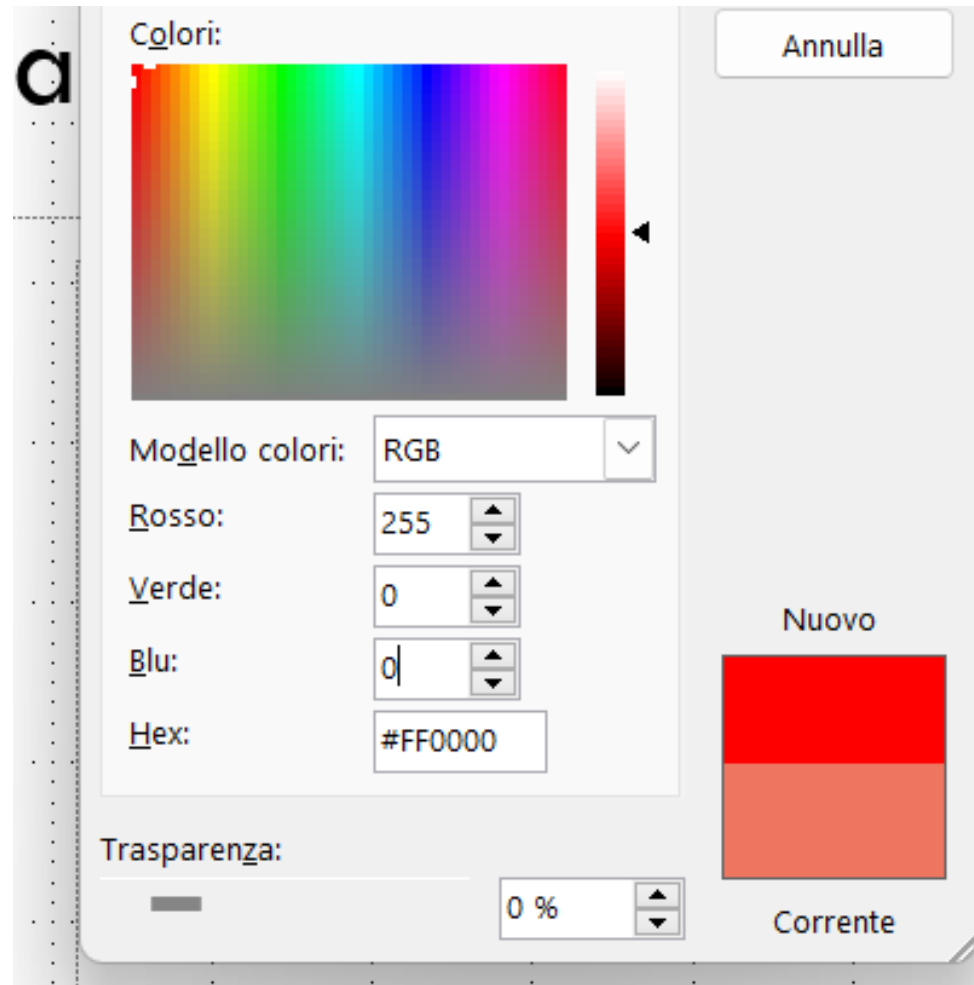 a
Colori:
Annulla
Modello colori: RGB
Rosso: 255
Verde: 0
Nuovo
Blu: 0
Hex: #FF0000
Trasparenza:
0 %
Corrente